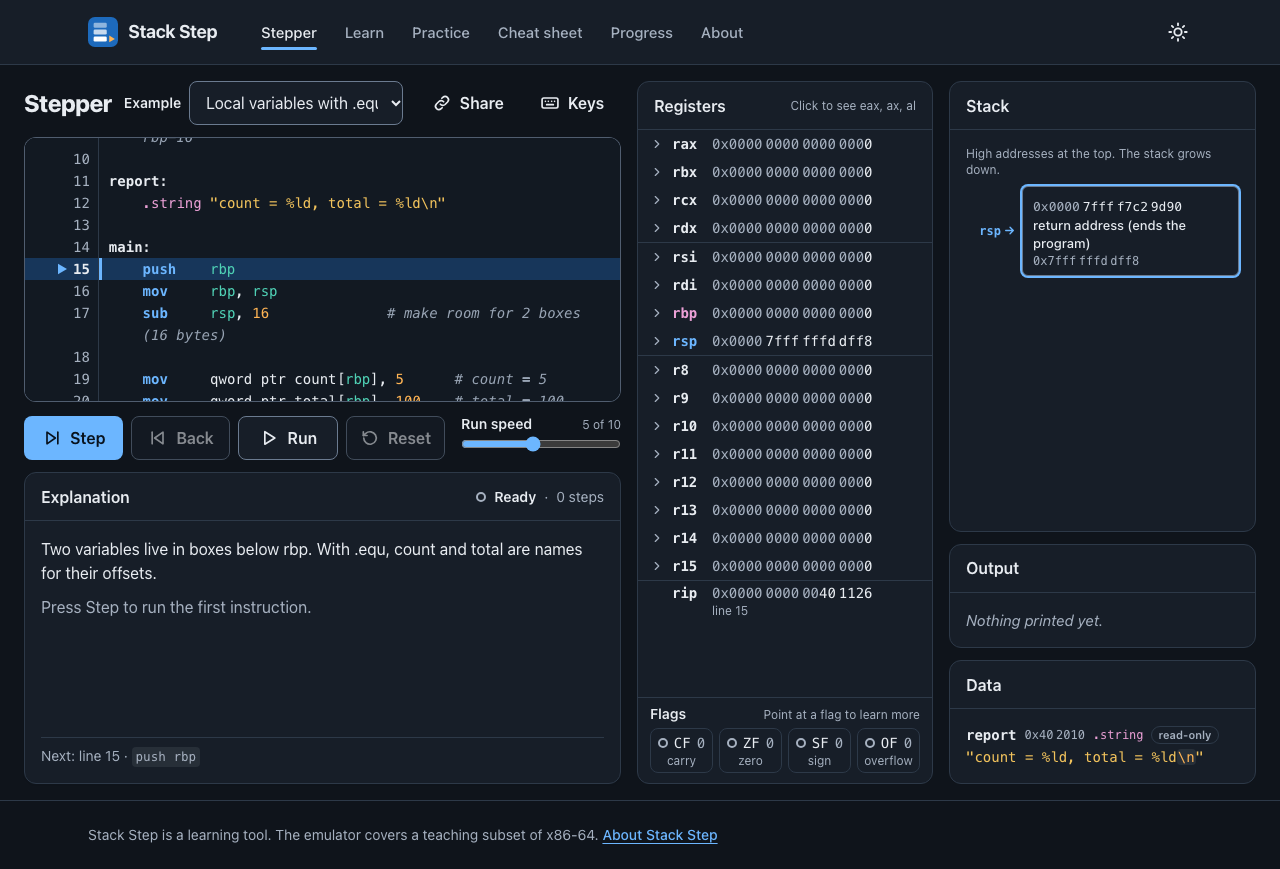 Stack Step
Stepper
Learn
Practice
Cheat sheet
Progress
About
Stepper
Example
Local variables with .equ
Share
Keys
rbp-16
10
11 report:
12 .string "count = %ld, total = %ld\n"
13
14 main:
15 push rbp
16 mov rbp, rsp
17 sub rsp, 16 # make room for 2 boxes
(16 bytes)
18
19 mov qword ptr count[rbp], 5 # count = 5
20 mov qword ptr total[rbp], 100 # total = 100
Step
Back
Run
Reset
Run speed
5 of 10
Explanation
Ready · 0 steps
Two variables live in boxes below rbp. With .equ, count and total are names
for their offsets.
Press Step to run the first instruction.
Next: line 15 · push rbp
Registers
Click to see eax, ax, al
rax 0x0000 0000 0000 0000
rbx 0x0000 0000 0000 0000
rcx 0x0000 0000 0000 0000
rdx 0x0000 0000 0000 0000
rsi 0x0000 0000 0000 0000
rdi 0x0000 0000 0000 0000
rbp 0x0000 0000 0000 0000
rsp 0x0000 7fff fffd dff8
r8 0x0000 0000 0000 0000
r9 0x0000 0000 0000 0000
r10 0x0000 0000 0000 0000
r11 0x0000 0000 0000 0000
r12 0x0000 0000 0000 0000
r13 0x0000 0000 0000 0000
r14 0x0000 0000 0000 0000
r15 0x0000 0000 0000 0000
rip 0x0000 0000 0040 1126
line 15
Flags
Point at a flag to learn more
CF 0
carry
ZF 0
zero
SF 0
sign
OF 0
overflow
Stack
High addresses at the top. The stack grows
down.
rsp →
0x0000 7fff f7c2 9d90
return address (ends the
program)
0x7fff fffd dff8
Output
Nothing printed yet.
Data
report 0x40 2010 .string read-only
"count = %ld, total = %ld\n"
Stack Step is a learning tool. The emulator covers a teaching subset of x86-64. About Stack Step